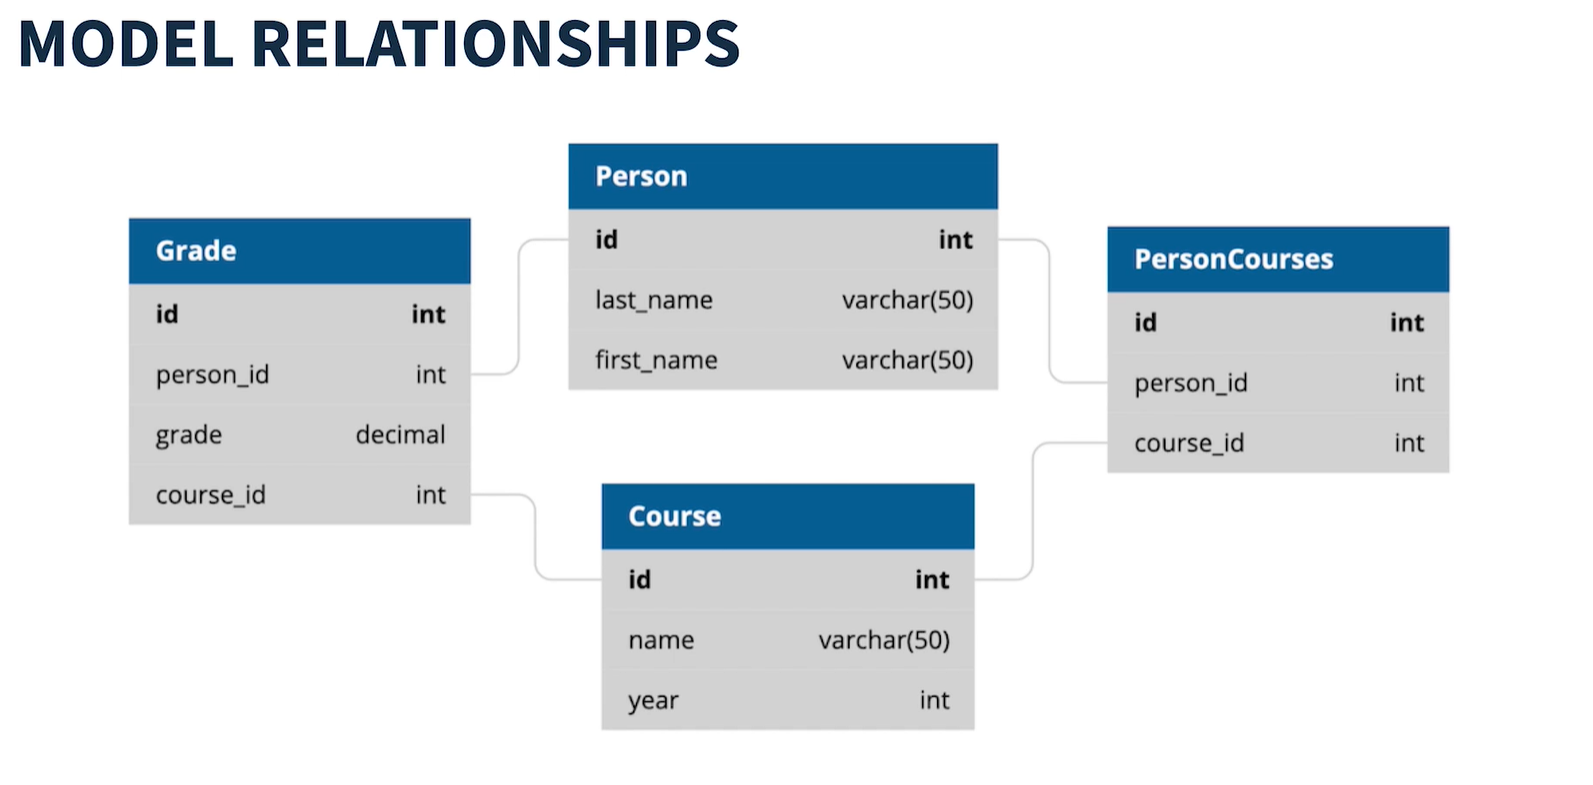 MODEL RELATIONSHIPS
Grade
id int
person_id int
grade decimal
course_id int
Person
id int
last_name varchar(50)
first_name varchar(50)
Course
id int
name varchar(50)
year int
PersonCourses
id int
person_id int
course_id int